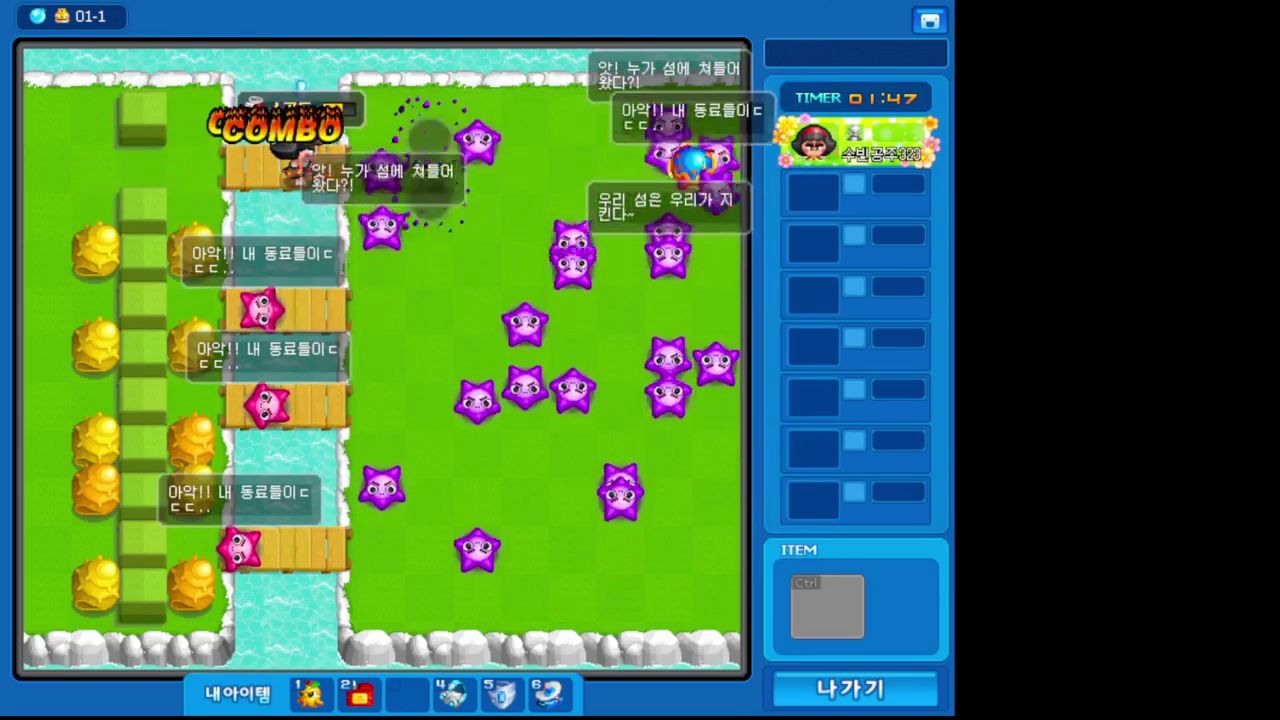 01-1
앗! 누가 섬에 쳐들어
왔다?!
아악!! 내 동료들이ㄷ
ㄷㄷ..
TIMER 01:47
COMBO
수빈공주323
앗! 누가 섬에 쳐들어
왔다?!
우리 섬은 우리가 지
킨다~
아악!! 내 동료들이ㄷ
ㄷㄷ..
아악!! 내 동료들이ㄷ
ㄷㄷ..
아악!! 내 동료들이ㄷ
ㄷㄷ..
ITEM
Ctrl
내아이템
1
2
4
5
6
나가기